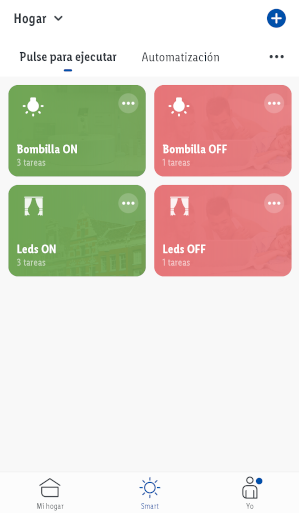 Hogar
Pulse para ejecutar
Automatización
Bombilla ON
3 tareas
Bombilla OFF
1 tareas
Leds ON
3 tareas
Leds OFF
1 tareas
Mi hogar
Smart
Yo